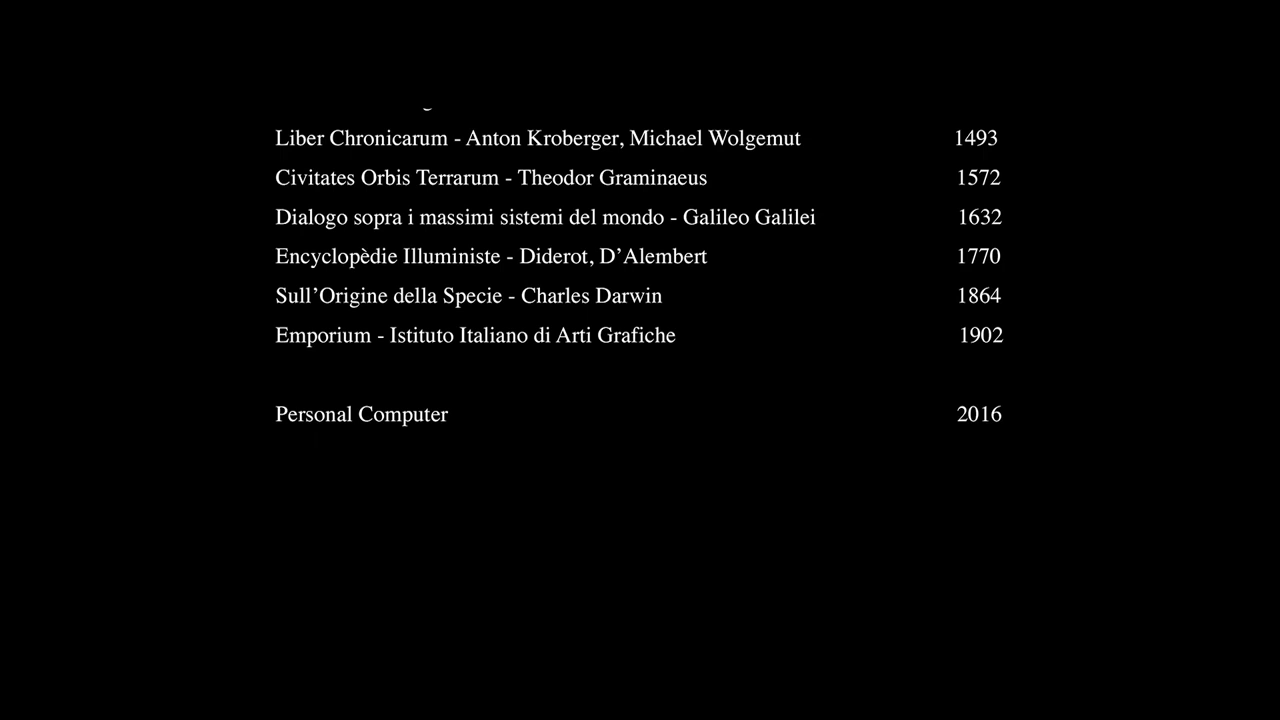 Liber Chronicarum - Anton Kroberger, Michael Wolgemut 1493
Civitates Orbis Terrarum - Theodor Graminaeus 1572
Dialogo sopra i massimi sistemi del mondo - Galileo Galilei 1632
Encyclopèdie Illuministe - Diderot, D’Alembert 1770
Sull’Origine della Specie - Charles Darwin 1864
Emporium - Istituto Italiano di Arti Grafiche 1902
Personal Computer 2016